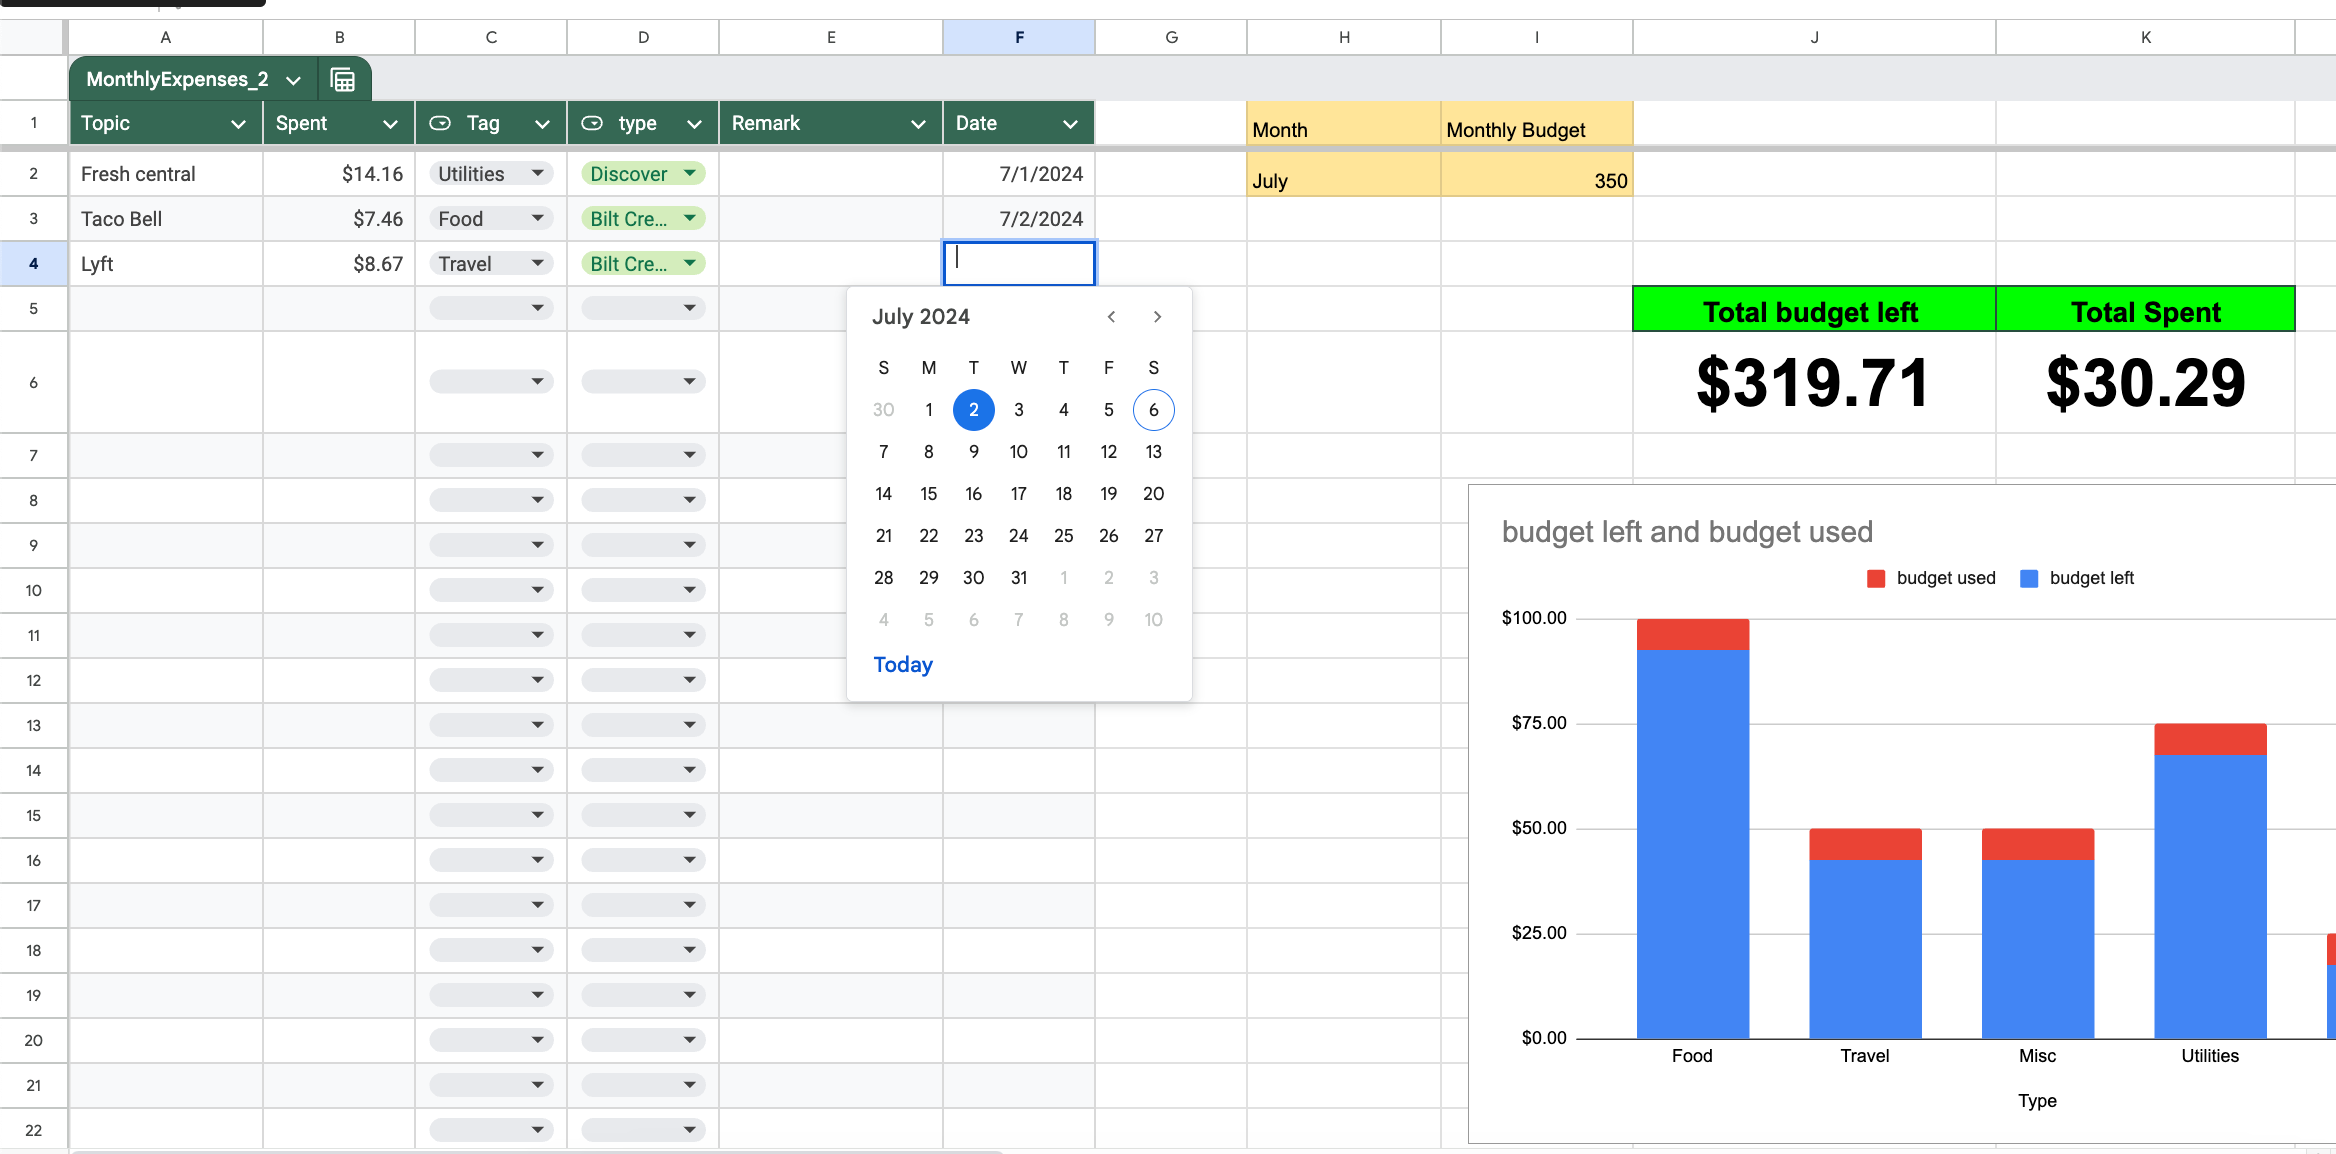 A B C D E F G H I J K
MonthlyExpenses_2
1 Topic Spent Tag type Remark Date Month Monthly Budget
2 Fresh central $14.16 Utilities Discover 7/1/2024 July 350
3 Taco Bell $7.46 Food Bilt Cre... 7/2/2024
4 Lyft $8.67 Travel Bilt Cre...
5 Total budget left Total Spent
6 $319.71 $30.29
7
8
9
10
11
12
13
14
15
16
17
18
19
20
21
22
July 2024
S M T W T F S
30 1 2 3 4 5 6
7 8 9 10 11 12 13
14 15 16 17 18 19 20
21 22 23 24 25 26 27
28 29 30 31 1 2 3
4 5 6 7 8 9 10
Today
budget left and budget used
budget used budget left
$100.00
$75.00
$50.00
$25.00
$0.00
Food Travel Misc Utilities
Type